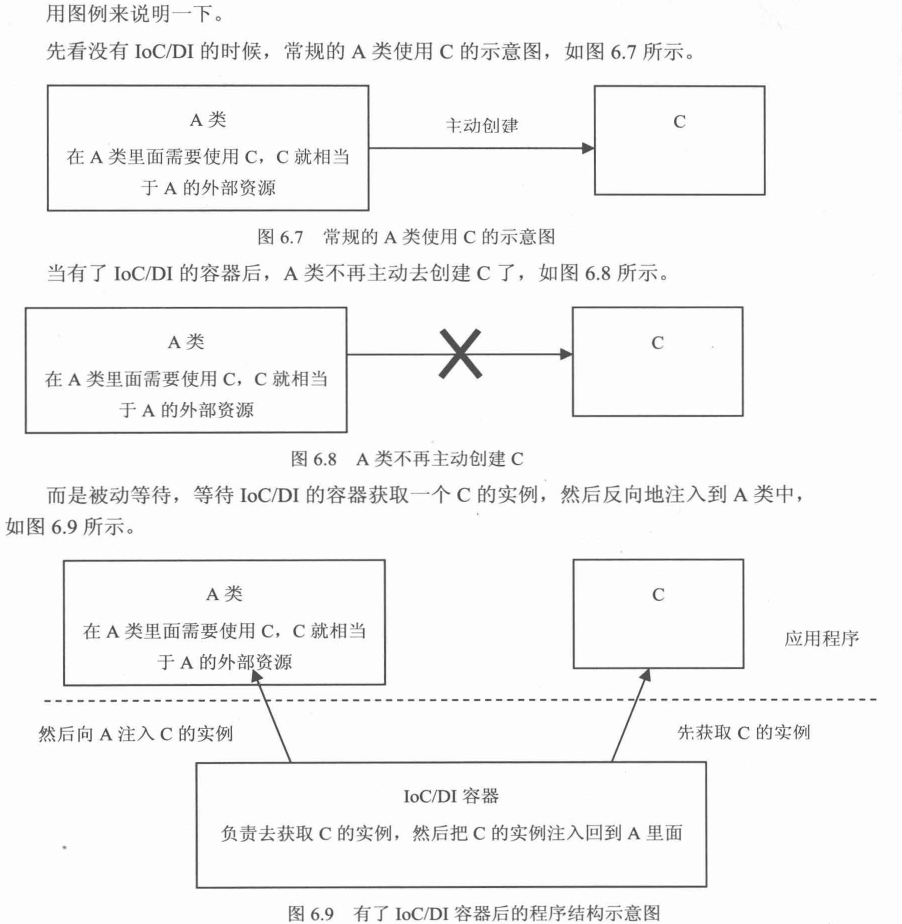 用图例来说明一下。
先看没有 IoC/DI 的时候，常规的 A 类使用 C 的示意图，如图 6.7 所示。
A 类
在 A 类里面需要使用 C，C 就相当
于 A 的外部资源
主动创建
C
图 6.7 常规的 A 类使用 C 的示意图
当有了 IoC/DI 的容器后，A 类不再主动去创建 C 了，如图 6.8 所示。
A 类
在 A 类里面需要使用 C，C 就相当
于 A 的外部资源
C
图 6.8 A 类不再主动创建 C
而是被动等待，等待 IoC/DI 的容器获取一个 C 的实例，然后反向地注入到 A 类中，
如图 6.9 所示。
A 类
在 A 类里面需要使用 C，C 就相当
于 A 的外部资源
C
应用程序
然后向 A 注入 C 的实例
先获取 C 的实例
IoC/DI 容器
负责去获取 C 的实例，然后把 C 的实例注入回到 A 里面
图 6.9 有了 IoC/DI 容器后的程序结构示意图